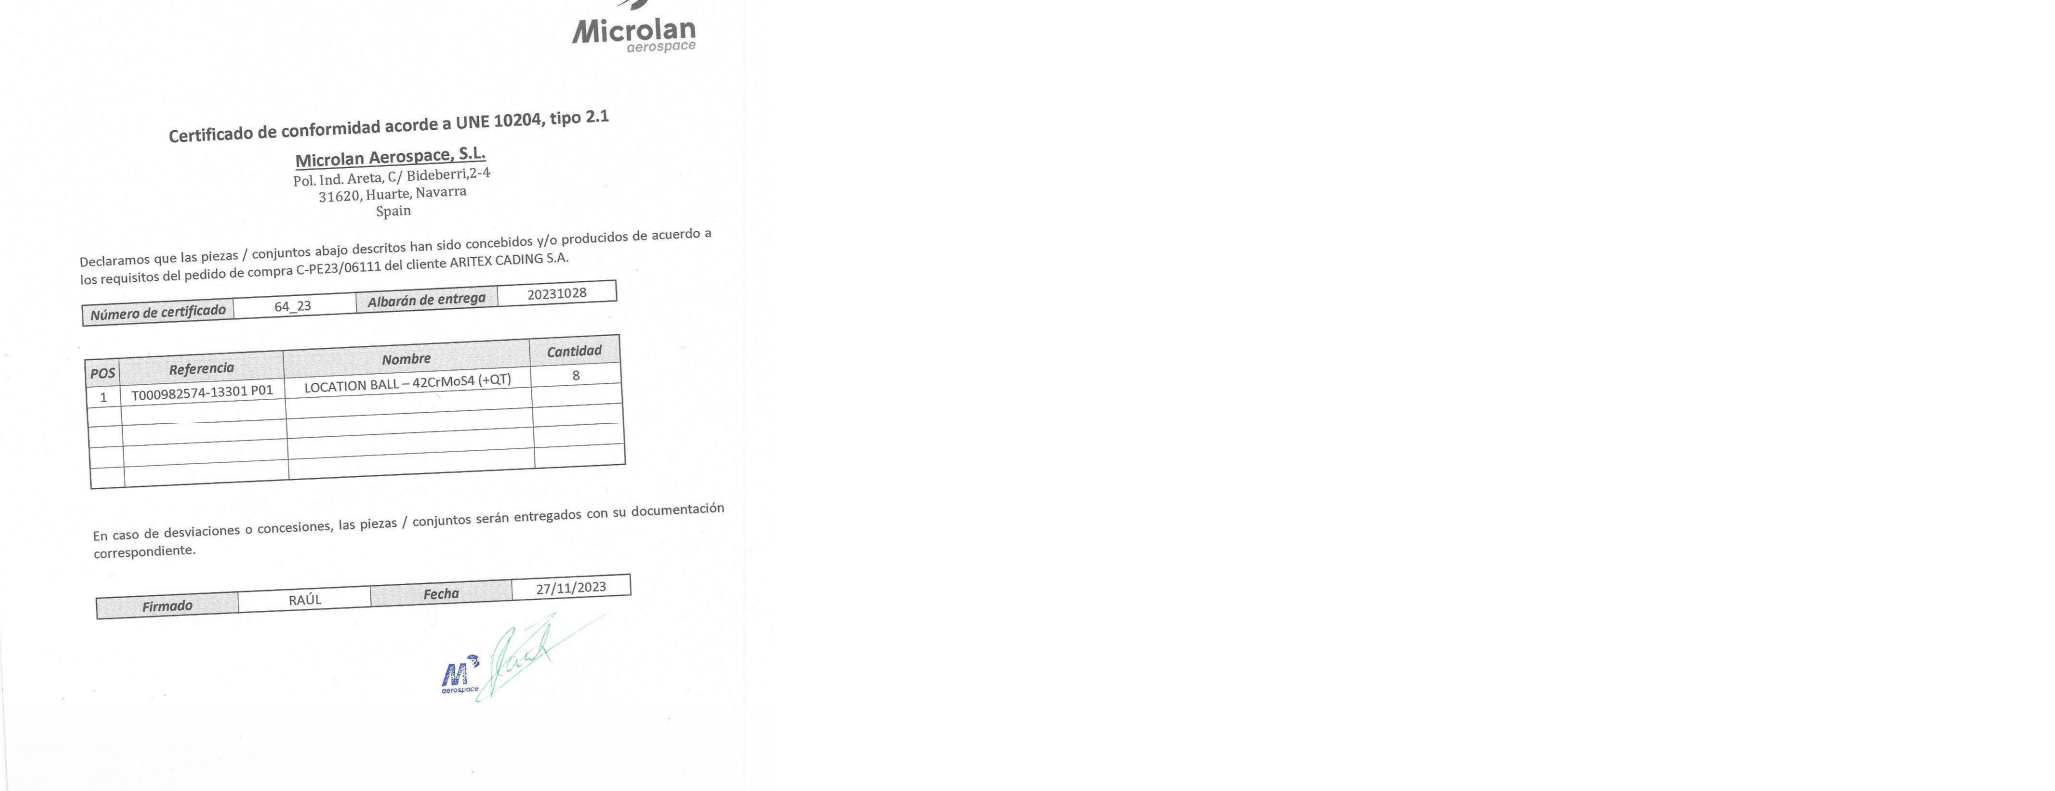 Microlan
aerospace
Certificado de conformidad acorde a UNE 10204, tipo 2.1
Microlan Aerospace, S.L.
Pol. Ind. Areta, C/ Bideberri,2-4
31620, Huarte, Navarra
Spain
Declaramos que las piezas / conjuntos abajo descritos han sido concebidos y/o producidos de acuerdo a
los requisitos del pedido de compra C-PE23/06111 del cliente ARITEX CADING S.A.
Número de certificado 64_23 Albarán de entrega 20231028
POS Referencia Nombre Cantidad
1 T000982574-13301 P01 LOCATION BALL – 42CrMoS4 (+QT) 8
En caso de desviaciones o concesiones, las piezas / conjuntos serán entregados con su documentación
correspondiente.
Firmado RAÚL Fecha 27/11/2023
M
aerospace